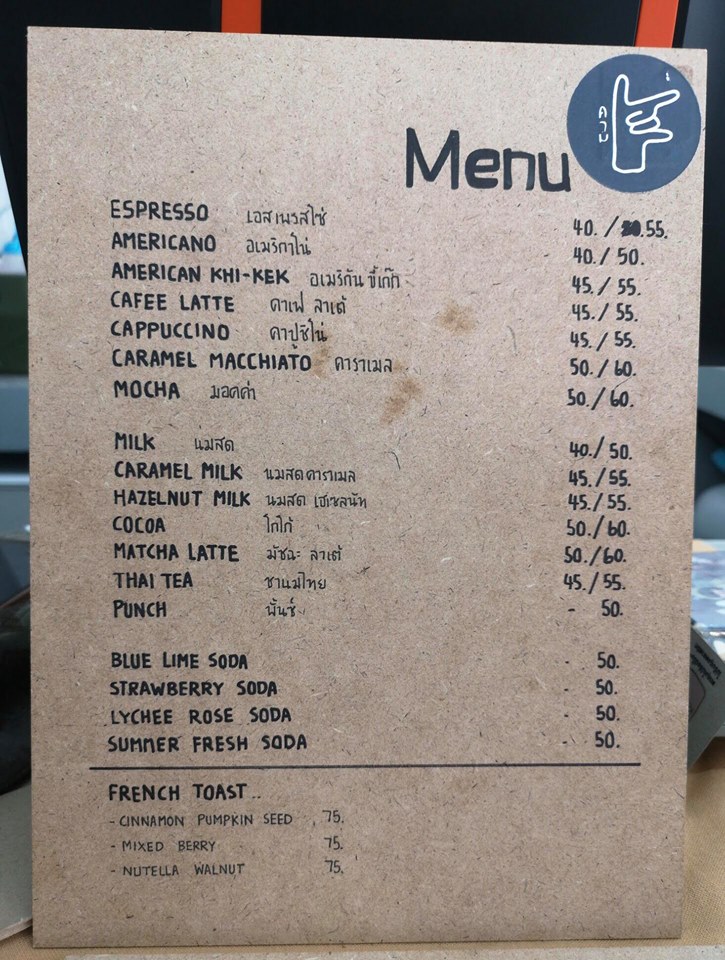 Menu
ESPRESSO เอสเพรสโซ่ 40. / 55.
AMERICANO อเมริกาโน่ 40. / 50.
AMERICAN KHI-KEK อเมริกัน ขี้เก๊ก 45. / 55.
CAFEE LATTE คาเฟ่ ลาเต้ 45. / 55.
CAPPUCCINO คาปูชิโน่ 45. / 55.
CARAMEL MACCHIATO คาราเมล 50. / 60.
MOCHA มอคค่า 50. / 60.
MILK นมสด 40. / 50.
CARAMEL MILK นมสดคาราเมล 45. / 55.
HAZELNUT MILK นมสด เฮเซลนัท 45. / 55.
COCOA โกโก้ 50. / 60.
MATCHA LATTE มัชฉะ ลาเต้ 50. / 60.
THAI TEA ชานมไทย 45. / 55.
PUNCH พั้นช์ - 50.
BLUE LIME SODA - 50.
STRAWBERRY SODA - 50.
LYCHEE ROSE SODA - 50.
SUMMER FRESH SODA - 50.
FRENCH TOAST ..
- CINNAMON PUMPKIN SEED , 75.
- MIXED BERRY 75.
- NUTELLA WALNUT 75.